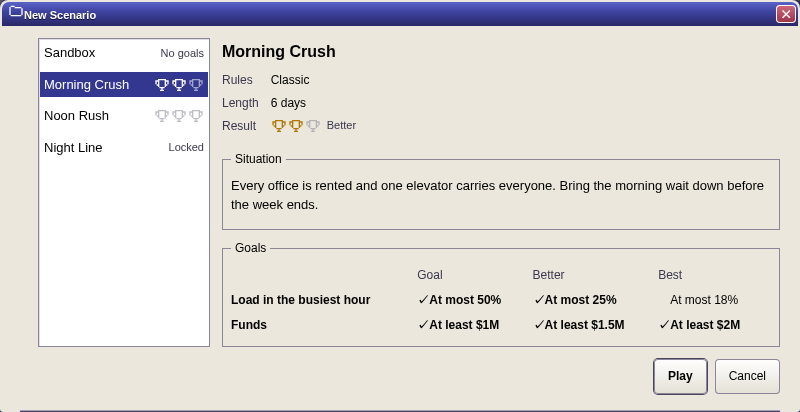 New Scenario
Sandbox No goals
Morning Crush
Noon Rush
Night Line Locked
Morning Crush
Rules Classic
Length 6 days
Result Better
Situation
Every office is rented and one elevator carries everyone. Bring the morning wait down before
the week ends.
Goals
Goal Better Best
Load in the busiest hour ✓At most 50% ✓At most 25% At most 18%
Funds ✓At least $1M ✓At least $1.5M ✓At least $2M
Play Cancel